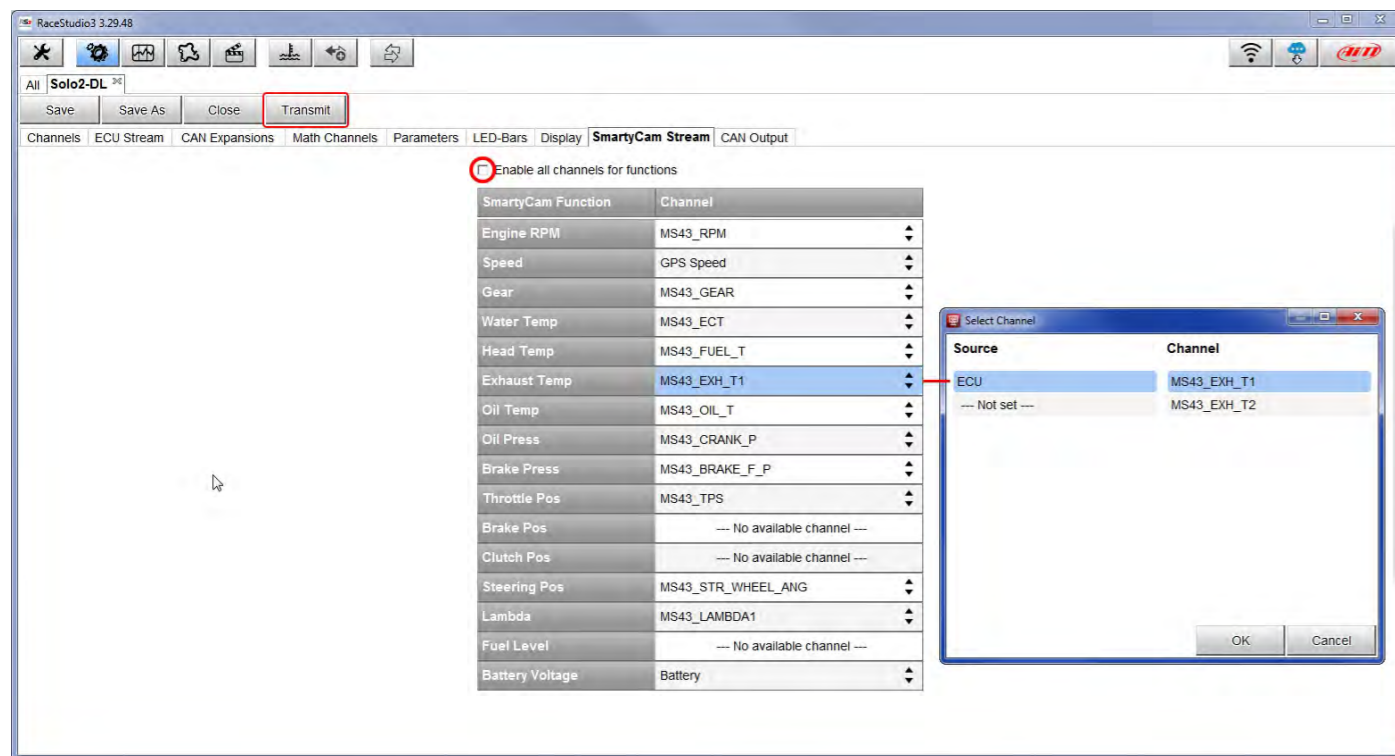 RaceStudio3 3.29.48
AiM
All Solo2-DL
Save Save As Close Transmit
Channels ECU Stream CAN Expansions Math Channels Parameters LED-Bars Display SmartyCam Stream CAN Output
Enable all channels for functions
SmartyCam Function Channel
Engine RPM MS43_RPM
Speed GPS Speed
Gear MS43_GEAR
Water Temp MS43_ECT
Head Temp MS43_FUEL_T
Exhaust Temp MS43_EXH_T1
Oil Temp MS43_OIL_T
Oil Press MS43_CRANK_P
Brake Press MS43_BRAKE_F_P
Throttle Pos MS43_TPS
Brake Pos --- No available channel ---
Clutch Pos --- No available channel ---
Steering Pos MS43_STR_WHEEL_ANG
Lambda MS43_LAMBDA1
Fuel Level --- No available channel ---
Battery Voltage Battery
Select Channel
Source Channel
ECU MS43_EXH_T1
--- Not set --- MS43_EXH_T2
OK Cancel